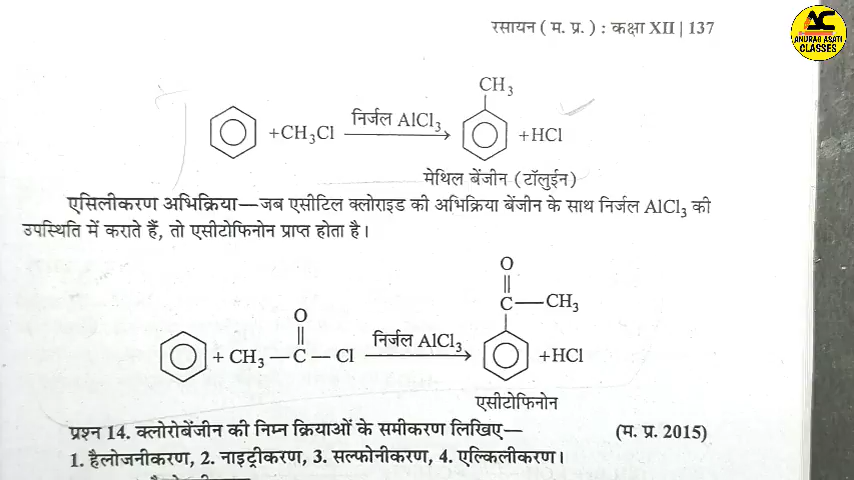 रसायन ( म. प्र. ) : कक्षा XII | 137
AC
ANURAG ASATI
CLASSES
CH3
+CH3Cl निर्जल AlCl3 +HCl
मेथिल बेंजीन (टॉलुईन)
एसिलीकरण अभिक्रिया—जब एसीटिल क्लोराइड की अभिक्रिया बेंजीन के साथ निर्जल AlCl3 की
उपस्थिति में कराते हैं, तो एसीटोफिनोन प्राप्त होता है।
O
C—CH3
O
+ CH3 — C — Cl निर्जल AlCl3 +HCl
एसीटोफिनोन
प्रश्न 14. क्लोरोबेंजीन की निम्न क्रियाओं के समीकरण लिखिए— (म. प्र. 2015)
1. हैलोजनीकरण, 2. नाइट्रीकरण, 3. सल्फोनीकरण, 4. एल्किलीकरण।